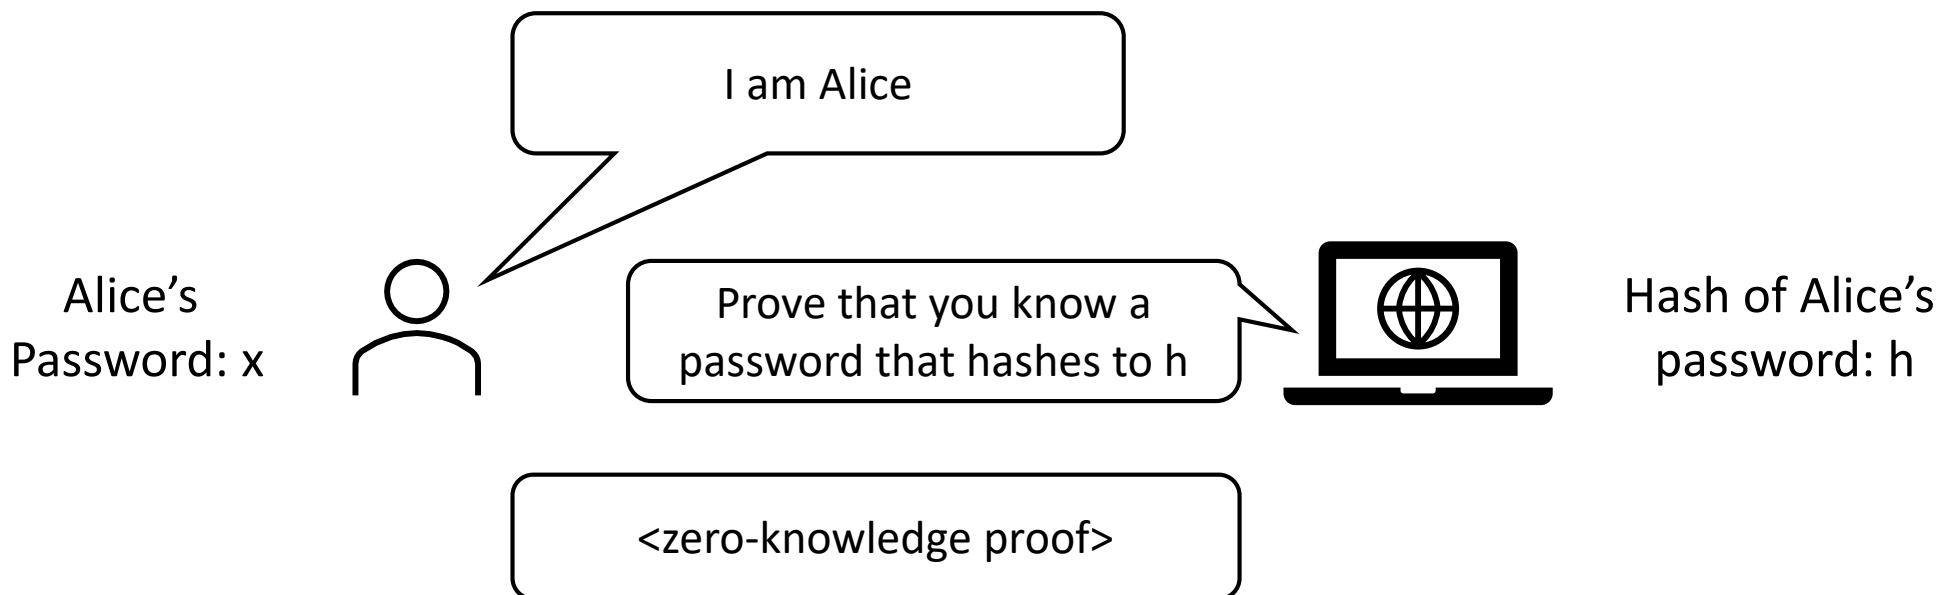 I am Alice
Alice’s
Password: x
Prove that you know a
password that hashes to h
Hash of Alice’s
password: h
<zero-knowledge proof>